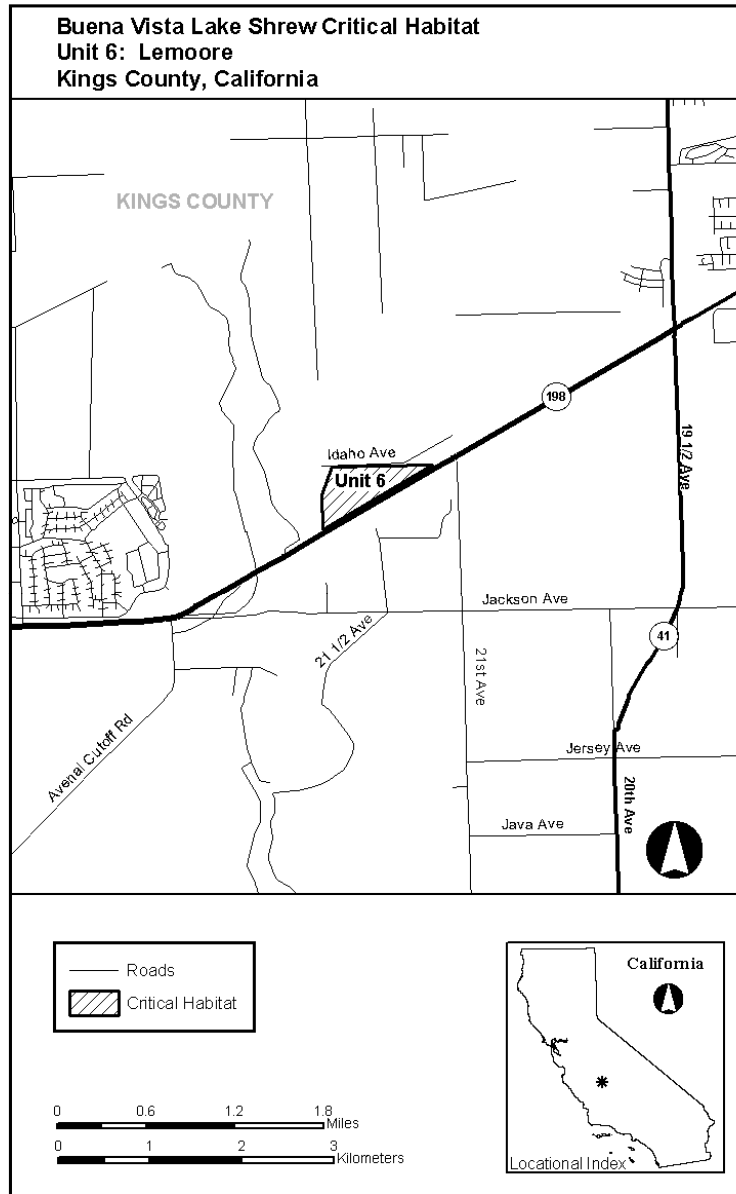 Buena Vista Lake Shrew Critical Habitat
Unit 6: Lemoore
Kings County, California
KINGS COUNTY
198
Idaho Ave
Unit 6
19 1/2 Ave
Jackson Ave
41
21 1/2 Ave
21st Ave
Avenal Cutoff Rd
Jersey Ave
20th Ave
Java Ave
Roads
Critical Habitat
California
Locational Index
0 0.6 1.2 1.8
Miles
0 1 2 3
Kilometers